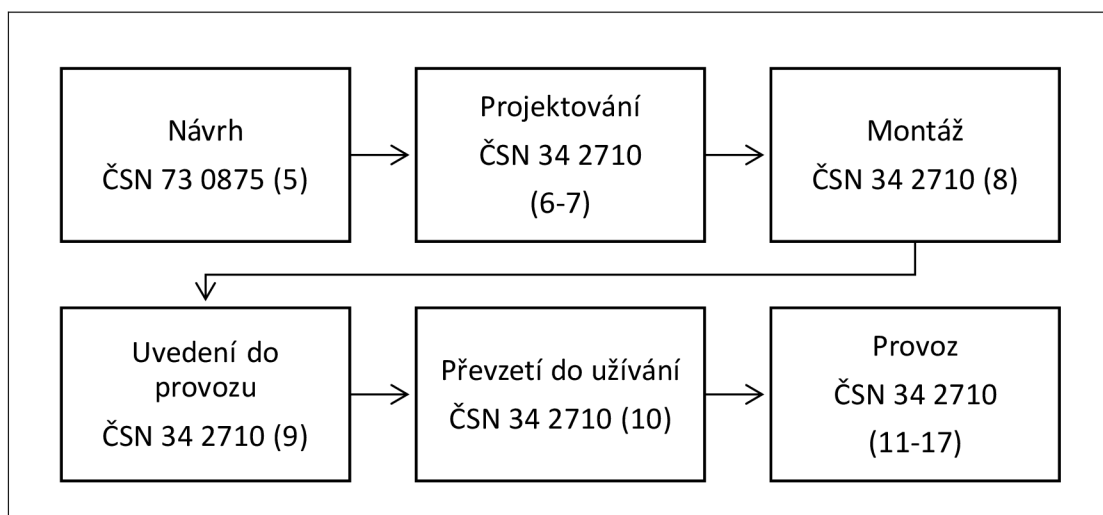 Návrh
ČSN 73 0875 (5)
Projektování
ČSN 34 2710
(6-7)
Montáž
ČSN 34 2710 (8)
Uvedení do
provozu
ČSN 34 2710 (9)
Převzetí do užívání
ČSN 34 2710 (10)
Provoz
ČSN 34 2710
(11-17)